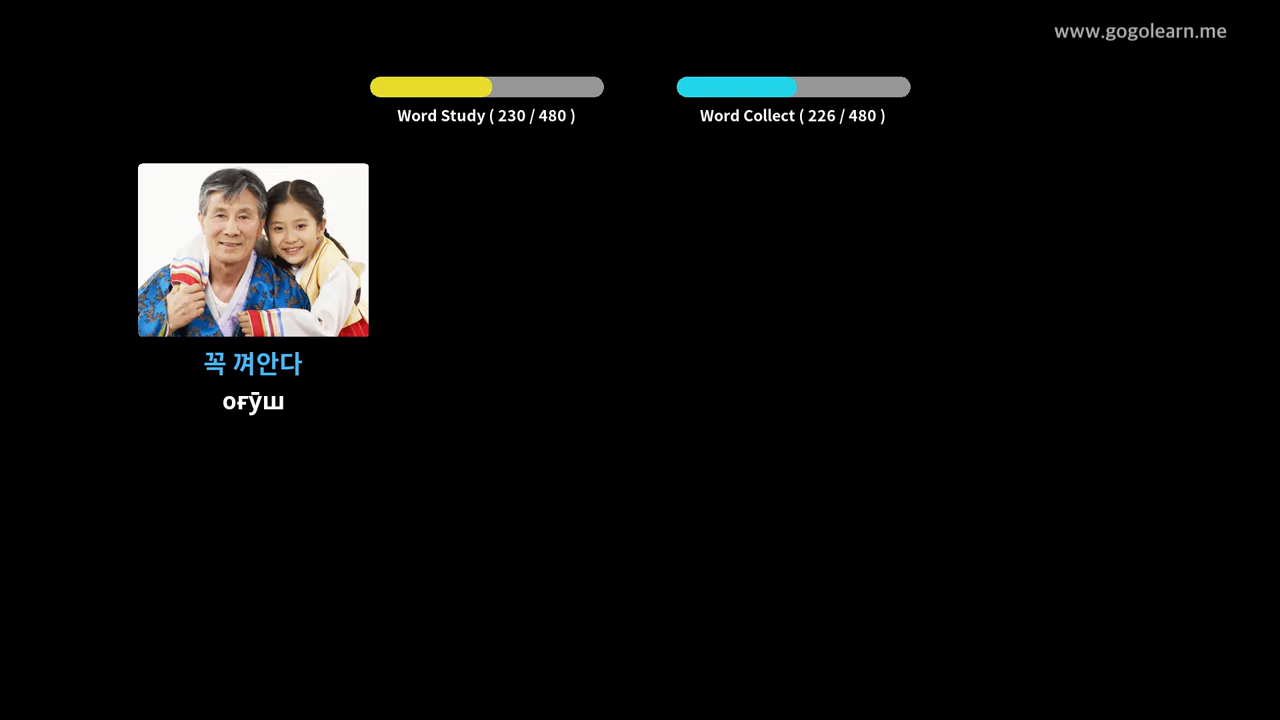 www.gogolearn.me
Word Study ( 230 / 480 )
Word Collect ( 226 / 480 )
꼭 껴안다
оғӯш